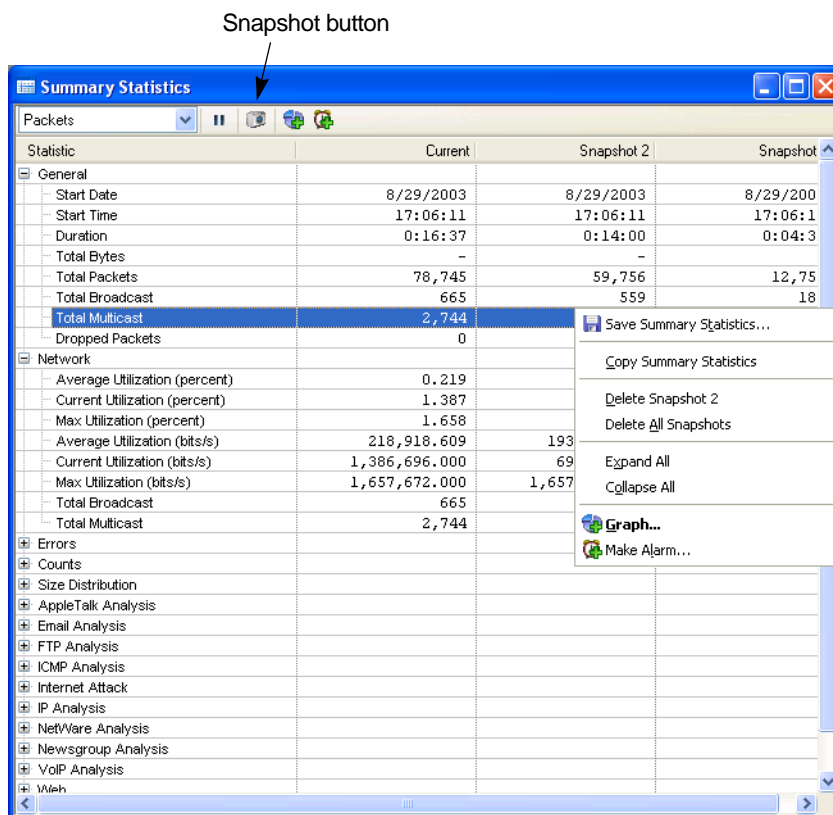 Snapshot button
Summary Statistics
Packets
Statistic Current Snapshot 2 Snapshot
General
Start Date 8/29/2003 8/29/2003 8/29/200
Start Time 17:06:11 17:06:11 17:06:1
Duration 0:16:37 0:14:00 0:04:3
Total Bytes - -
Total Packets 78,745 59,756 12,75
Total Broadcast 665 559 18
Total Multicast 2,744
Dropped Packets 0
Network
Average Utilization (percent) 0.219
Current Utilization (percent) 1.387
Max Utilization (percent) 1.658
Average Utilization (bits/s) 218,918.609 193
Current Utilization (bits/s) 1,386,696.000 69
Max Utilization (bits/s) 1,657,672.000 1,657
Total Broadcast 665
Total Multicast 2,744
Errors
Counts
Size Distribution
AppleTalk Analysis
Email Analysis
FTP Analysis
ICMP Analysis
Internet Attack
IP Analysis
NetWare Analysis
Newsgroup Analysis
VoIP Analysis
Web
Save Summary Statistics...
Copy Summary Statistics
Delete Snapshot 2
Delete All Snapshots
Expand All
Collapse All
Graph...
Make Alarm...